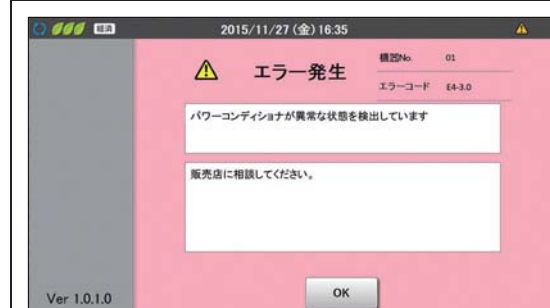 経済
2015/11/27(金)16:35
エラー発生
機器No. 01
エラーコード E4-3.0
パワーコンディショナが異常な状態を検出しています
販売店に相談してください。
OK
Ver 1.0.1.0